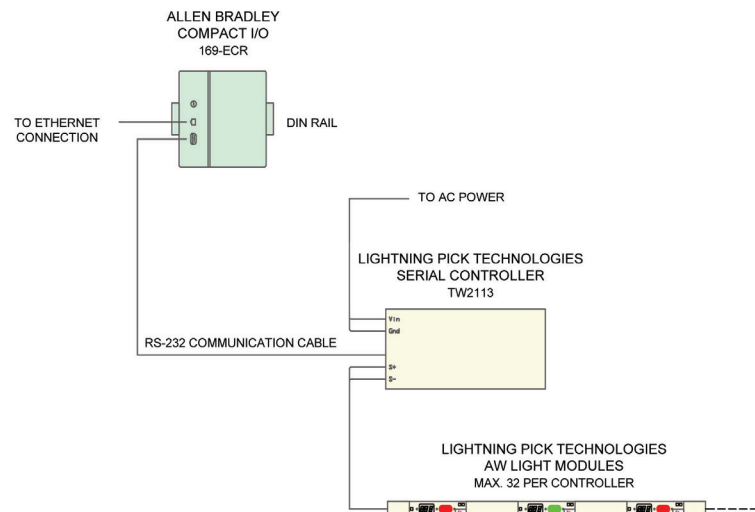 ALLEN BRADLEY
COMPACT I/O
169-ECR
TO ETHERNET
CONNECTION
DIN RAIL
TO AC POWER
LIGHTNING PICK TECHNOLOGIES
SERIAL CONTROLLER
TW2113
Vin
Gnd
RS-232 COMMUNICATION CABLE
S+
S-
LIGHTNING PICK TECHNOLOGIES
AW LIGHT MODULES
MAX. 32 PER CONTROLLER